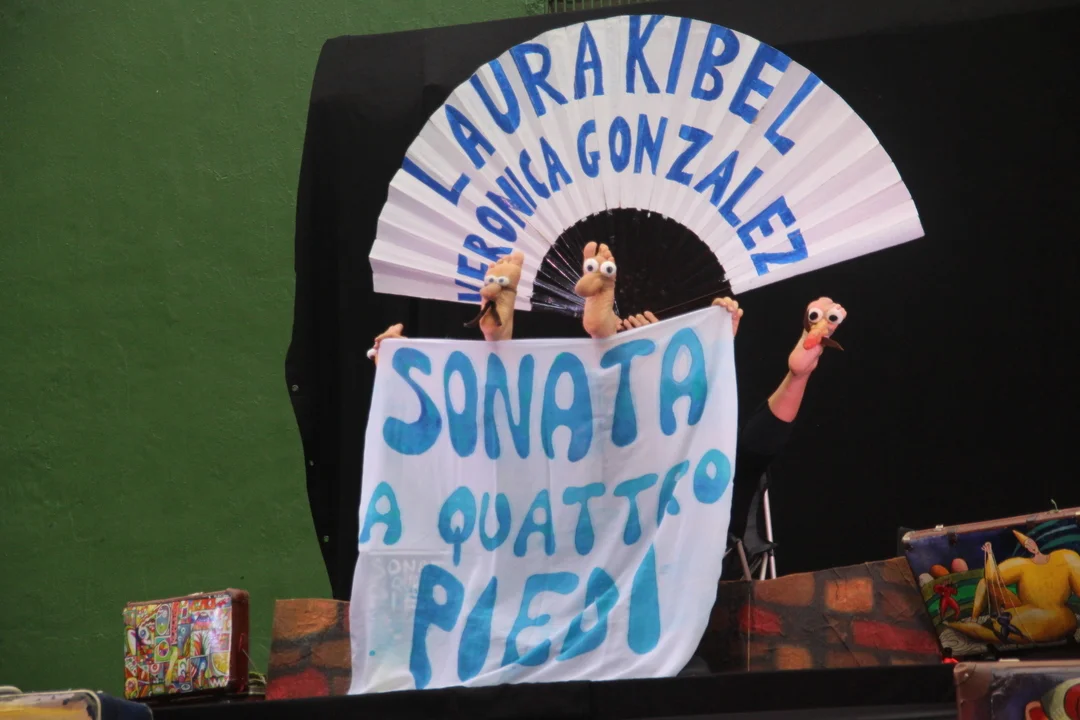 LAURA KIBEL
VERONICA GONZALEZ
SONATA
A QUATTRO
PIEDI